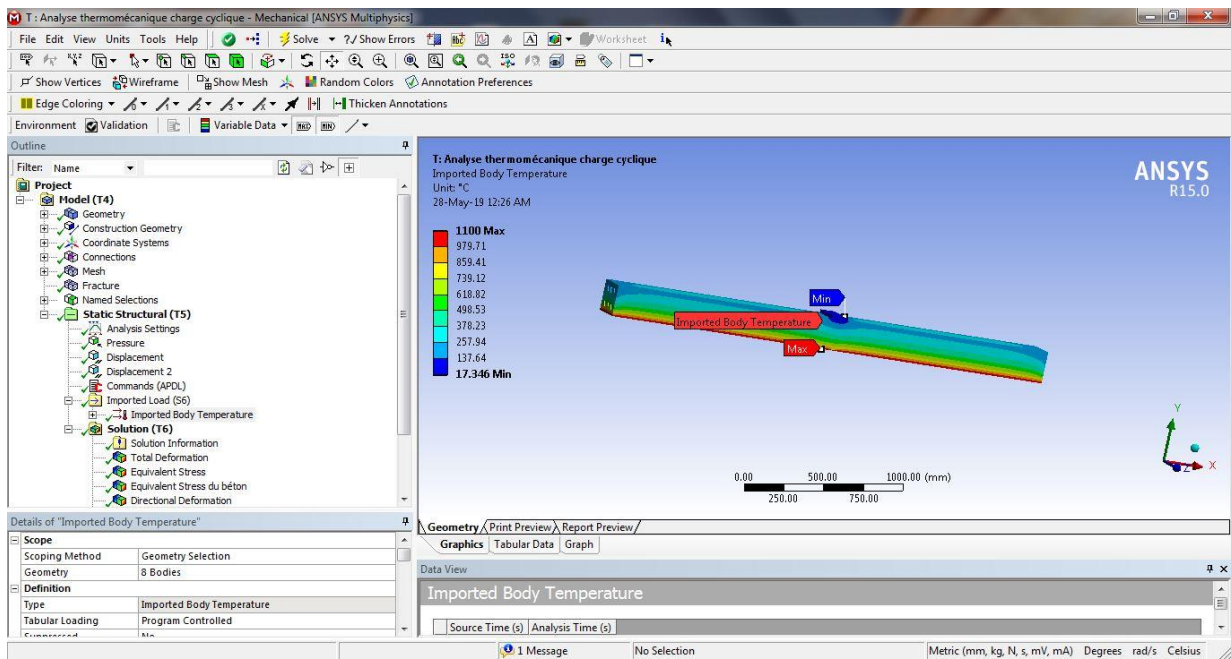 T : Analyse thermomécanique charge cyclique - Mechanical [ANSYS Multiphysics]
File Edit View Units Tools Help Solve ?/ Show Errors Worksheet
Show Vertices Wireframe Show Mesh Random Colors Annotation Preferences
Edge Coloring Thicken Annotations
Environment Validation Variable Data MAX MIN
Outline
Filter: Name
Project
Model (T4)
Geometry
Construction Geometry
Coordinate Systems
Connections
Mesh
Fracture
Named Selections
Static Structural (T5)
Analysis Settings
Pressure
Displacement
Displacement 2
Commands (APDL)
Imported Load (S6)
Imported Body Temperature
Solution (T6)
Solution Information
Total Deformation
Equivalent Stress
Equivalent Stress du béton
Directional Deformation
Details of "Imported Body Temperature"
Scope
Scoping Method Geometry Selection
Geometry 8 Bodies
Definition
Type Imported Body Temperature
Tabular Loading Program Controlled
Suppressed No
T: Analyse thermomécanique charge cyclique
Imported Body Temperature
Unit: °C
28-May-19 12:26 AM
1100 Max
979.71
859.41
739.12
618.82
498.53
378.23
257.94
137.64
17.346 Min
ANSYS
R15.0
Min
Imported Body Temperature
Max
Y
X
Z
0.00 500.00 1000.00 (mm)
250.00 750.00
Geometry Print Preview Report Preview
Graphics Tabular Data Graph
Data View
Imported Body Temperature
Source Time (s) Analysis Time (s)
1 Message No Selection Metric (mm, kg, N, s, mV, mA) Degrees rad/s Celsius